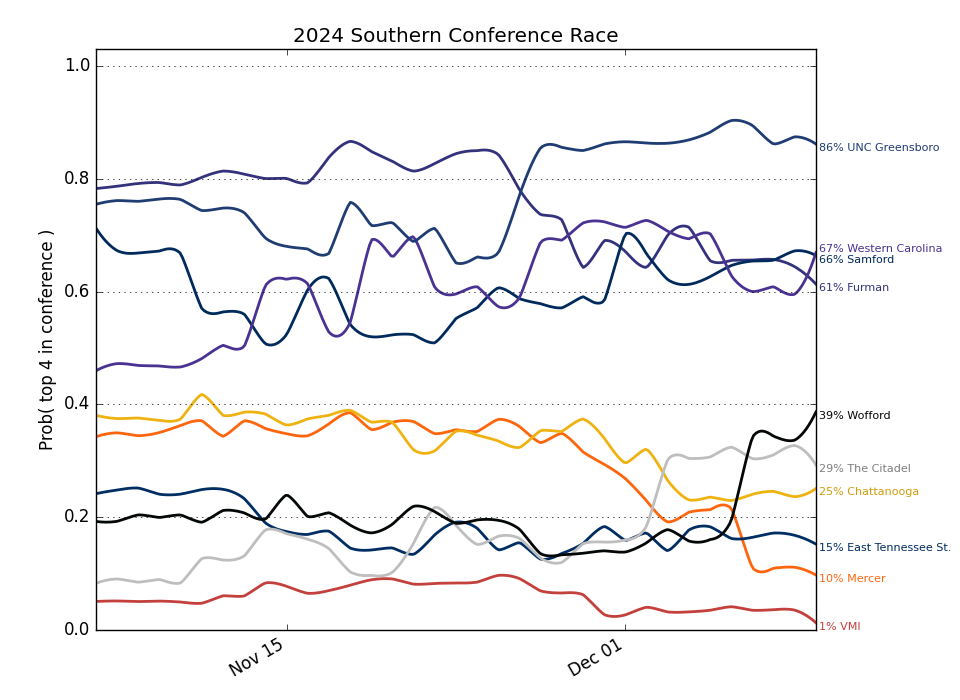 2024 Southern Conference Race
Prob( top 4 in conference )
1.0
0.8
0.6
0.4
0.2
0.0
Nov 15
Dec 01
86% UNC Greensboro
67% Western Carolina
66% Samford
61% Furman
39% Wofford
29% The Citadel
25% Chattanooga
15% East Tennessee St.
10% Mercer
1% VMI